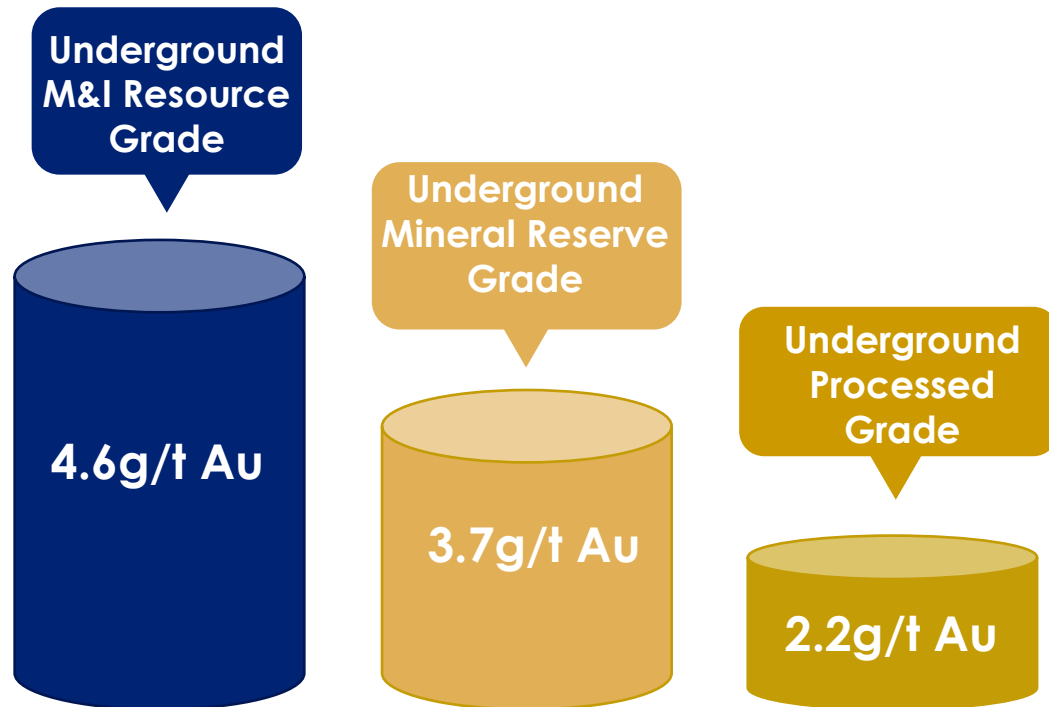 Underground
M&I Resource
Grade
4.6g/t Au
Underground
Mineral Reserve
Grade
3.7g/t Au
Underground
Processed
Grade
2.2g/t Au